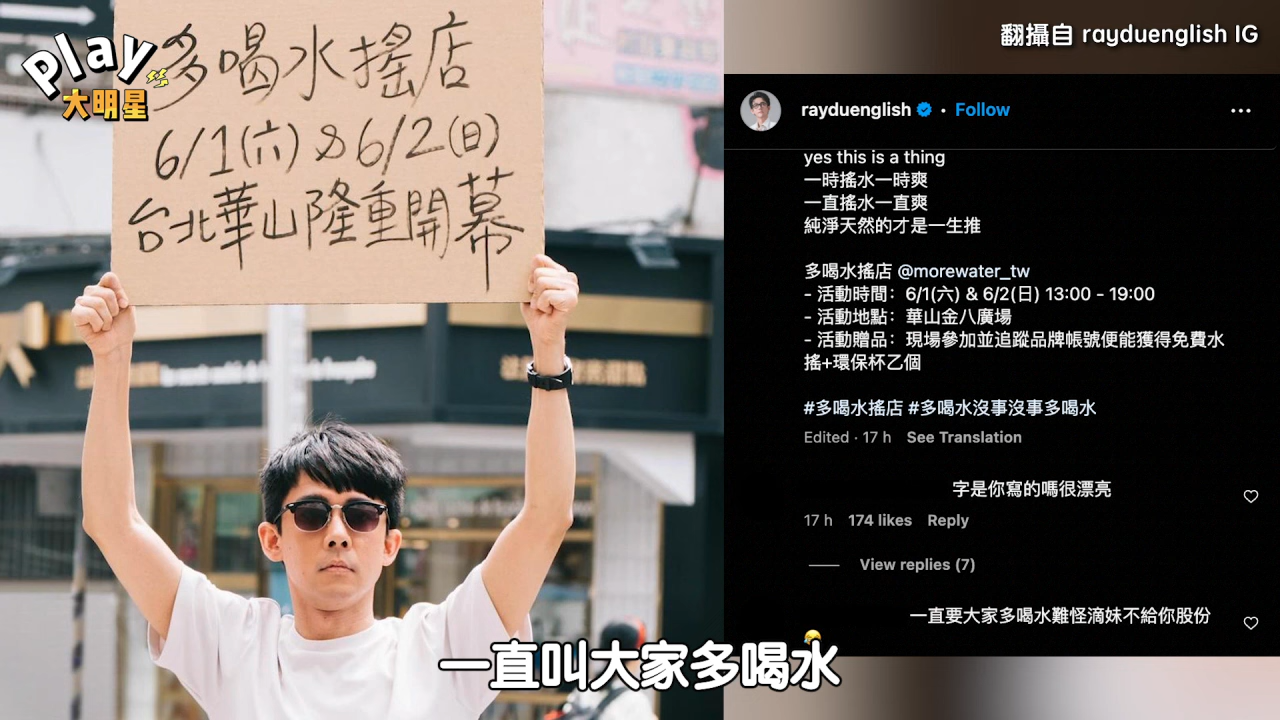 Play
大明星
多喝水搖店
6/1(六) & 6/2(日)
台北華山隆重開幕
翻攝自 rayduenglish IG
rayduenglish • Follow
yes this is a thing
一時搖水一時爽
一直搖水一直爽
純淨天然的才是一生推
多喝水搖店 @morewater_tw
- 活動時間：6/1(六) & 6/2(日) 13:00 - 19:00
- 活動地點：華山金八廣場
- 活動贈品：現場參加並追蹤品牌帳號便能獲得免費水
搖+環保杯乙個
#多喝水搖店 #多喝水沒事沒事多喝水
Edited · 17 h See Translation
字是你寫的嗎很漂亮
17 h 174 likes Reply
View replies (7)
一直要大家多喝水難怪滴妹不給你股份
一直叫大家多喝水